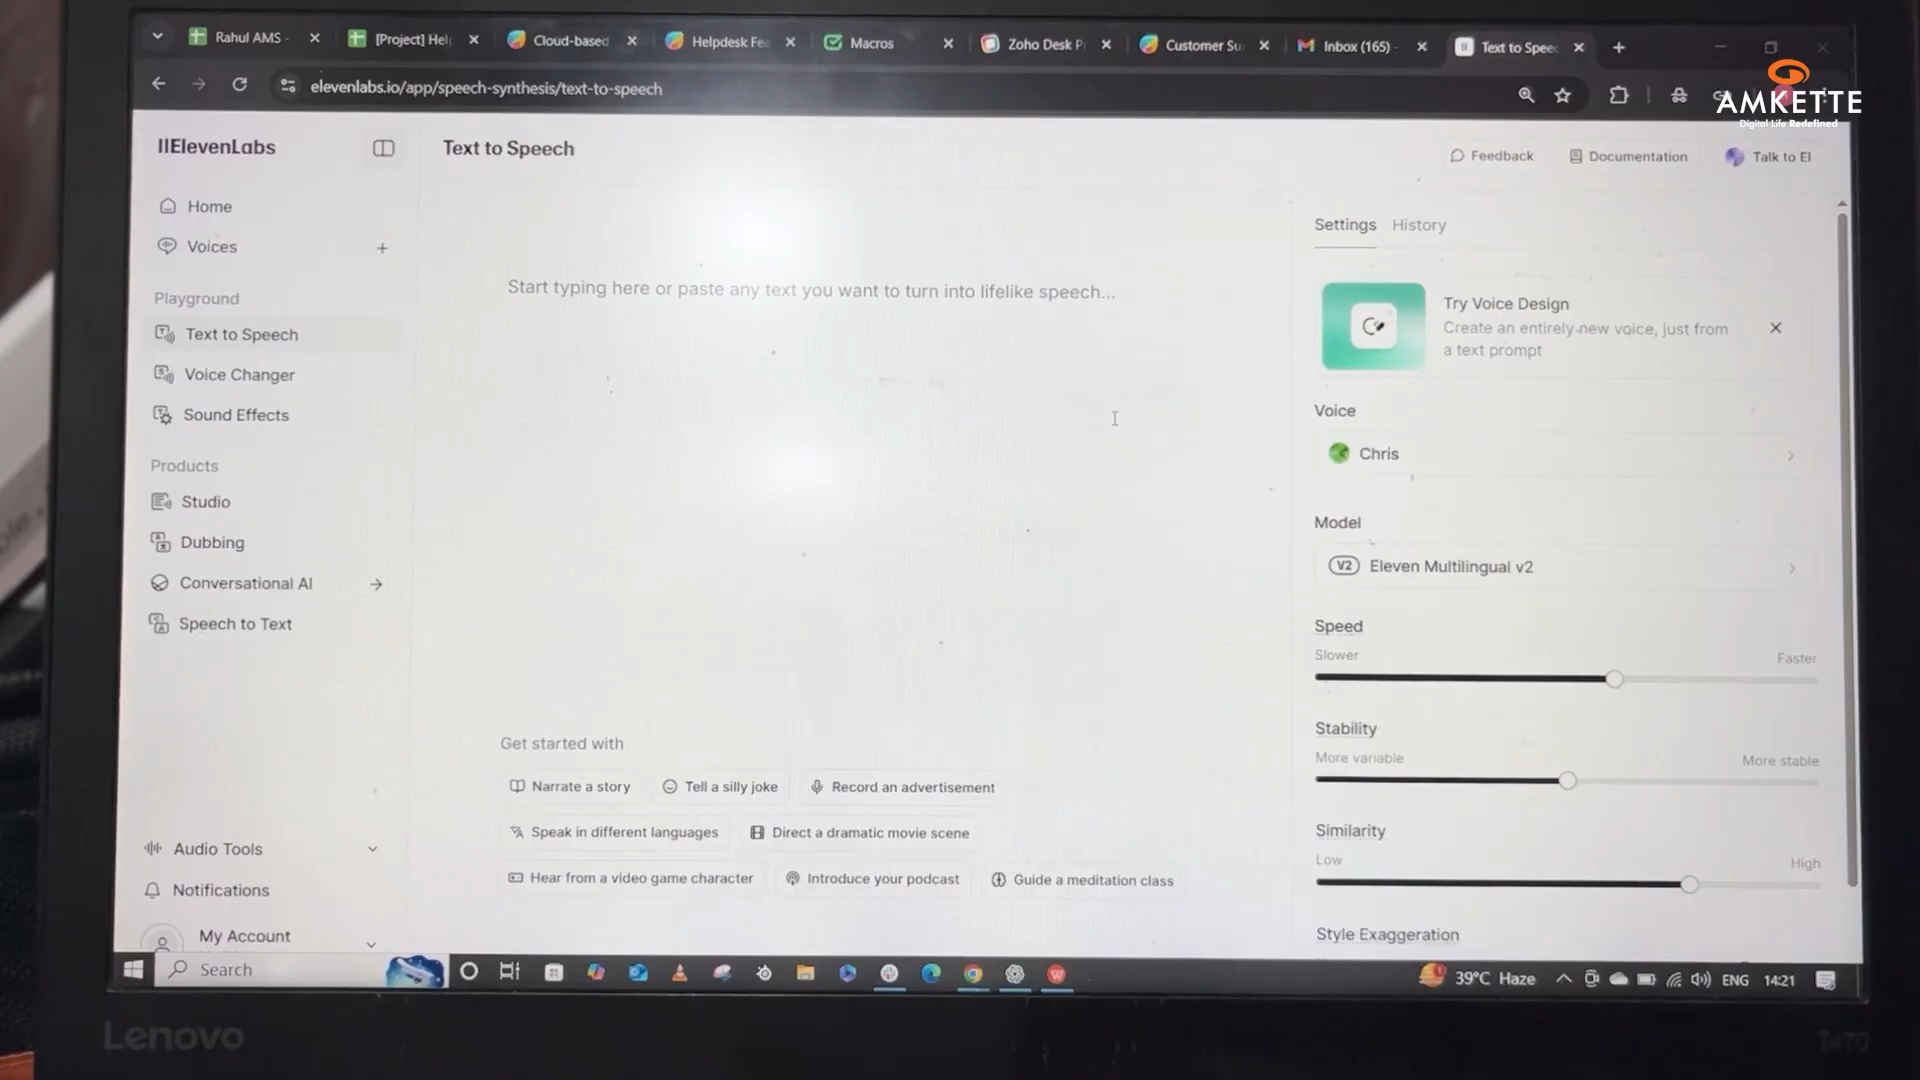 Rahul AMS -
[Project] Help
Cloud-based
Helpdesk Fea
Macros
Zoho Desk P
Customer Su
Inbox (165) -
Text to Speec
elevenlabs.io/app/speech-synthesis/text-to-speech
AMKETTE
Digital Life Redefined
IIElevenLabs
Text to Speech
Feedback
Documentation
Talk to El
Home
Voices
Playground
Text to Speech
Voice Changer
Sound Effects
Products
Studio
Dubbing
Conversational AI
Speech to Text
Audio Tools
Notifications
My Account
Start typing here or paste any text you want to turn into lifelike speech...
Get started with
Narrate a story
Tell a silly joke
Record an advertisement
Speak in different languages
Direct a dramatic movie scene
Hear from a video game character
Introduce your podcast
Guide a meditation class
Settings
History
Try Voice Design
Create an entirely new voice, just from
a text prompt
Voice
Chris
Model
V2 Eleven Multilingual v2
Speed
Slower
Faster
Stability
More variable
More stable
Similarity
Low
High
Style Exaggeration
Search
39°C Haze
ENG
14:21
Lenovo
T470